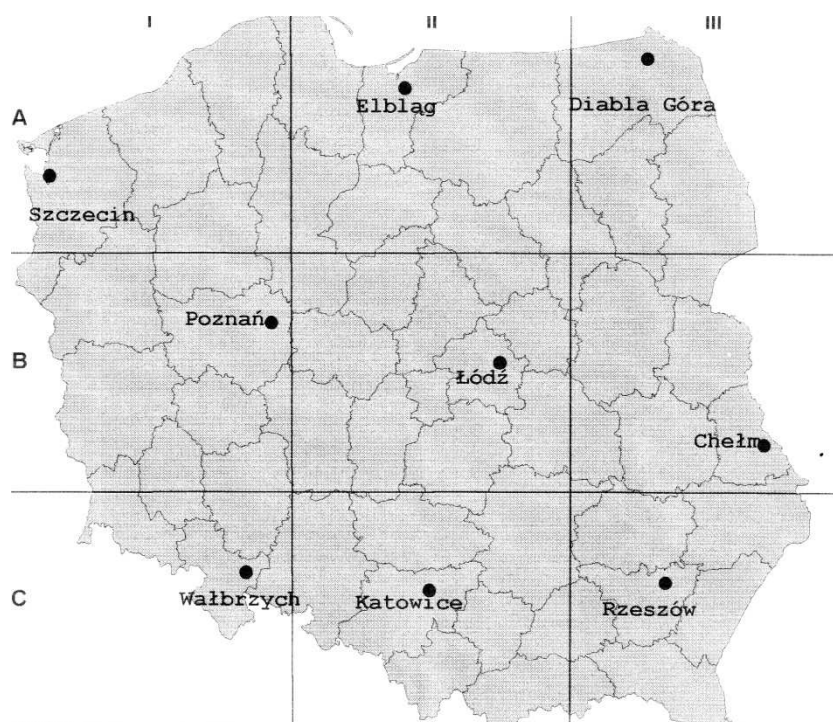 I II III
A
Elbląg Diabla Góra
Szczecin
Poznań
B
Łódź
Chełm
C
Wałbrzych Katowice Rzeszów